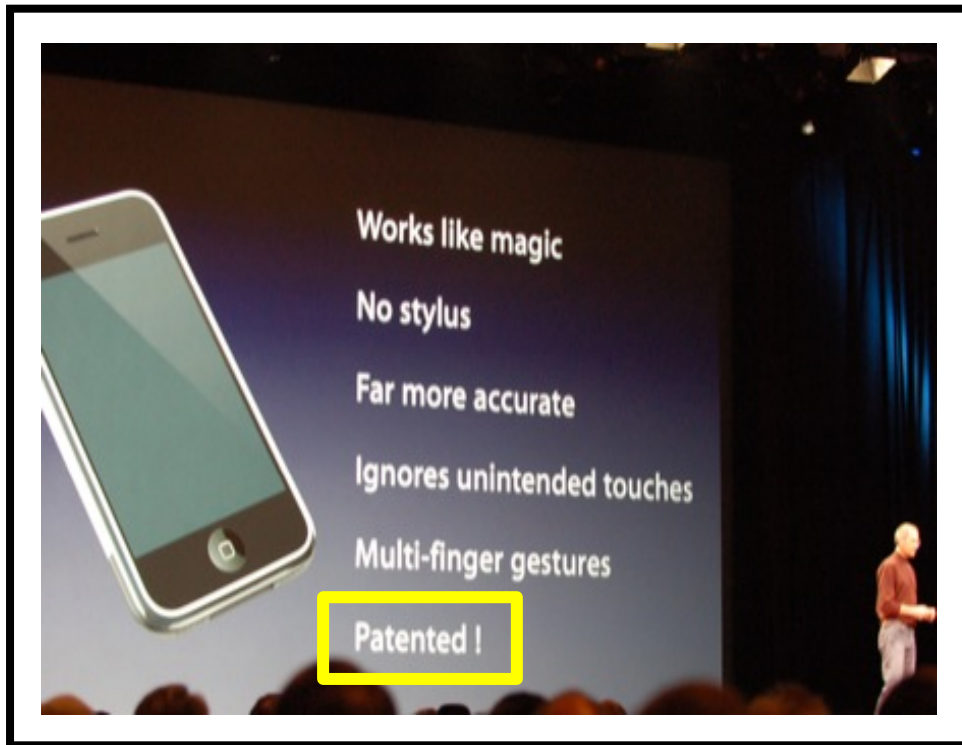 Works like magic
No stylus
Far more accurate
Ignores unintended touches
Multi-finger gestures
Patented !